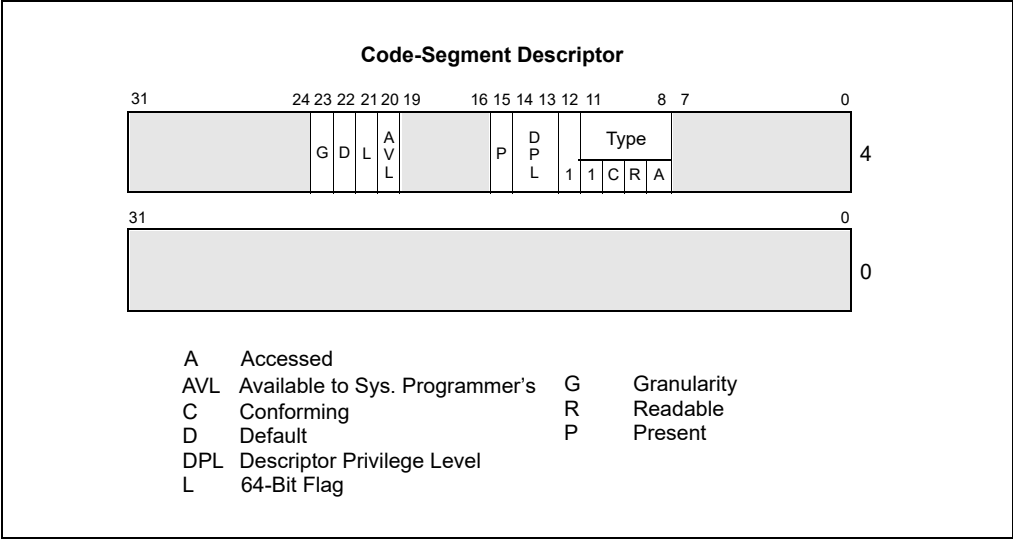 Code-Segment Descriptor
31 24 23 22 21 20 19 16 15 14 13 12 11 8 7 0
G D L AVL P DPL Type 4
1 1 C R A
31 0
0
A Accessed
AVL Available to Sys. Programmer's G Granularity
C Conforming R Readable
D Default P Present
DPL Descriptor Privilege Level
L 64-Bit Flag